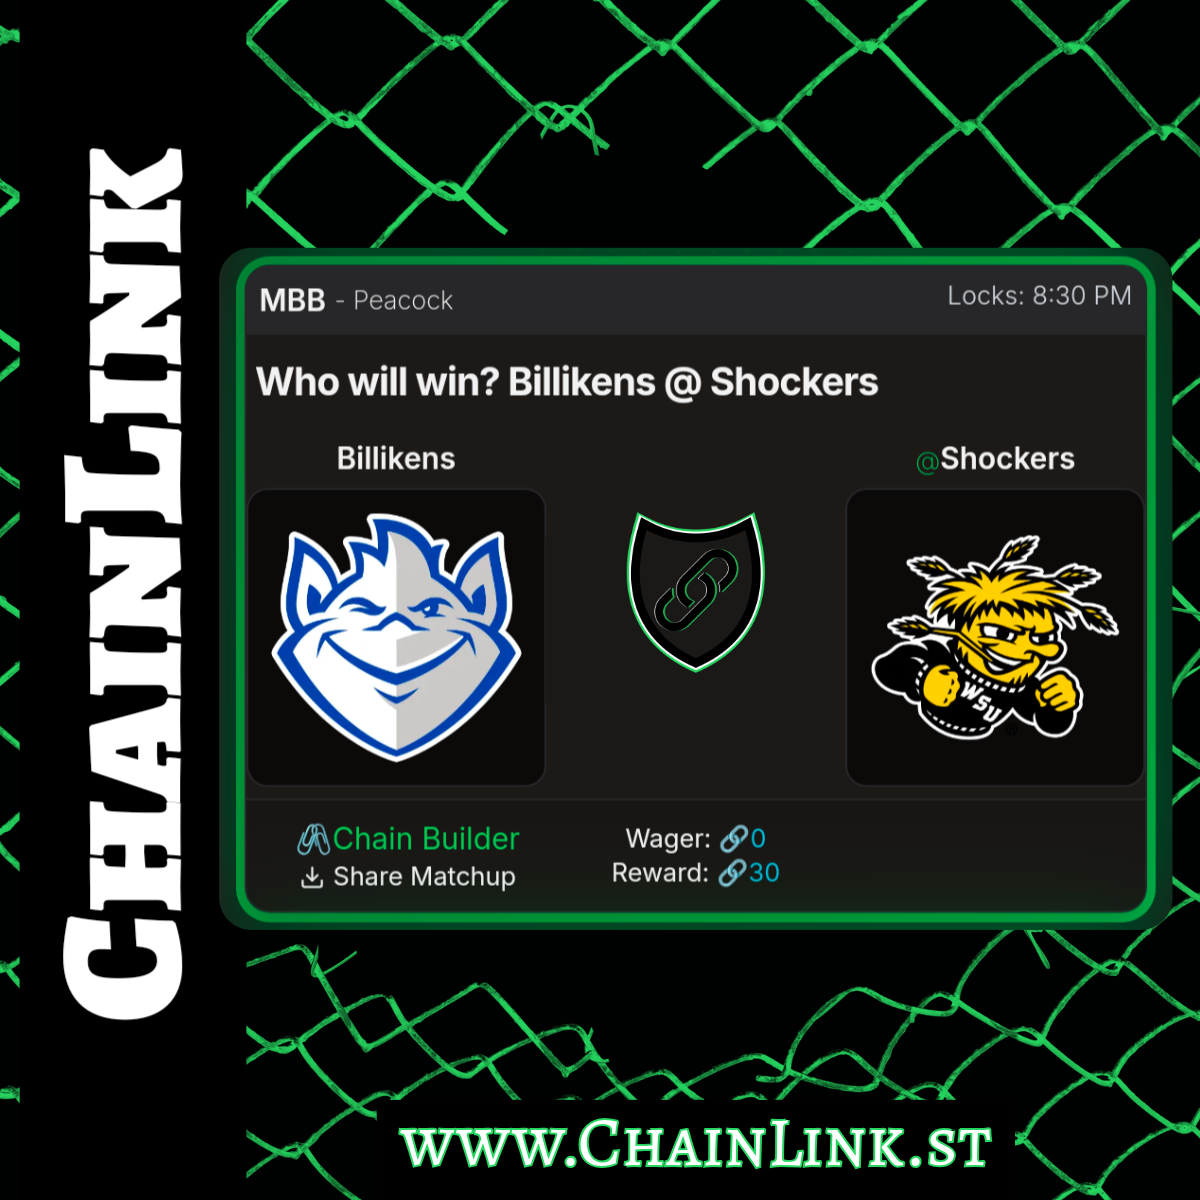 ChainLink
MBB - Peacock
Locks: 8:30 PM
Who will win? Billikens @ Shockers
Billikens
@Shockers
WSU
Chain Builder
Wager: 0
Share Matchup
Reward: 30
www.ChainLink.st